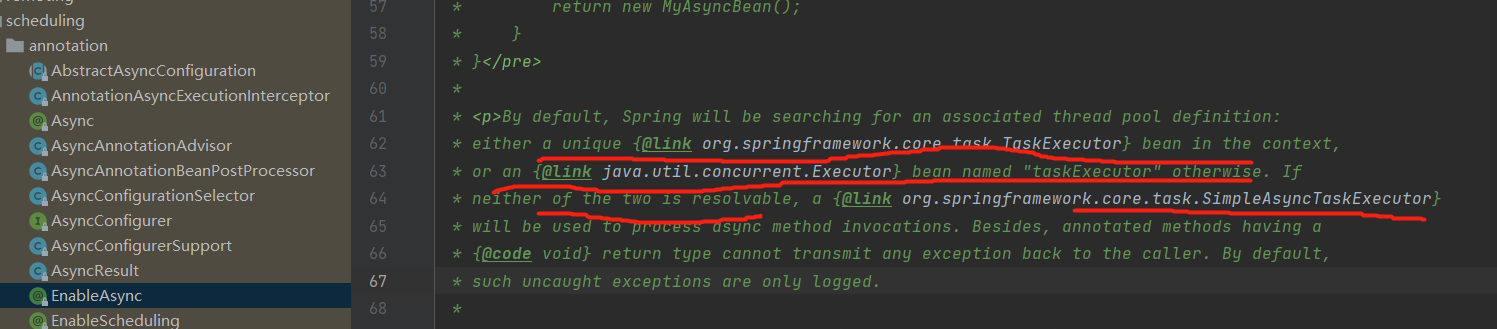 scheduling
annotation
AbstractAsyncConfiguration
AnnotationAsyncExecutionInterceptor
Async
AsyncAnnotationAdvisor
AsyncAnnotationBeanPostProcessor
AsyncConfigurationSelector
AsyncConfigurer
AsyncConfigurerSupport
AsyncResult
EnableAsync
EnableScheduling
57 * return new MyAsyncBean();
58 * }
59 * }</pre>
60 *
61 * <p>By default, Spring will be searching for an associated thread pool definition:
62 * either a unique {@link org.springframework.core.task.TaskExecutor} bean in the context,
63 * or an {@link java.util.concurrent.Executor} bean named "taskExecutor" otherwise. If
64 * neither of the two is resolvable, a {@link org.springframework.core.task.SimpleAsyncTaskExecutor}
65 * will be used to process async method invocations. Besides, annotated methods having a
66 * {@code void} return type cannot transmit any exception back to the caller. By default,
67 * such uncaught exceptions are only logged.
68 *